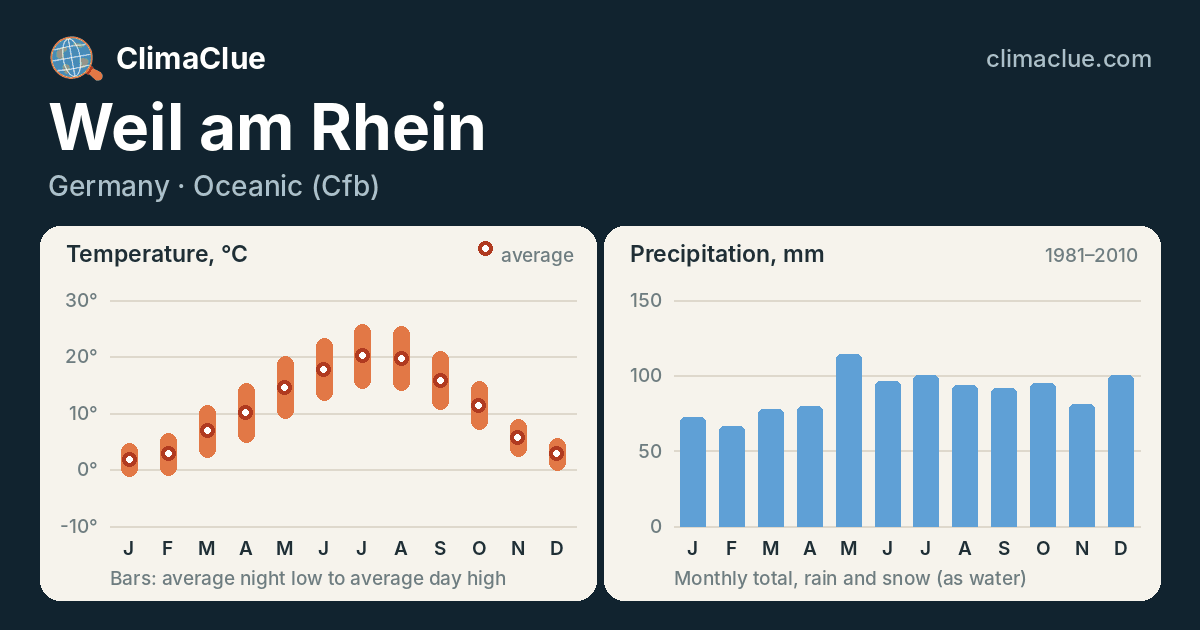 ClimaClue
climaclue.com
Weil am Rhein
Germany · Oceanic (Cfb)
Temperature, °C
average
30°
20°
10°
0°
-10°
J F M A M J J A S O N D
Bars: average night low to average day high
Precipitation, mm
1981–2010
150
100
50
0
J F M A M J J A S O N D
Monthly total, rain and snow (as water)